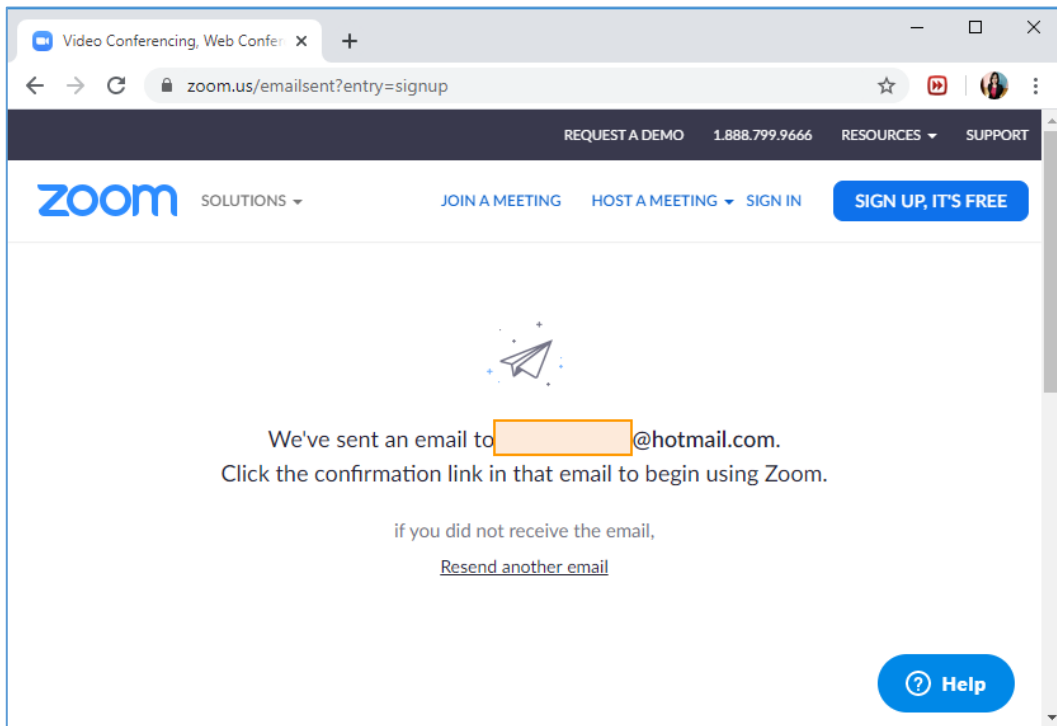 Video Conferencing, Web Confer
zoom.us/emailsent?entry=signup
REQUEST A DEMO 1.888.799.9666 RESOURCES SUPPORT
zoom SOLUTIONS JOIN A MEETING HOST A MEETING SIGN IN SIGN UP, IT'S FREE
We've sent an email to @hotmail.com.
Click the confirmation link in that email to begin using Zoom.
if you did not receive the email,
Resend another email
? Help